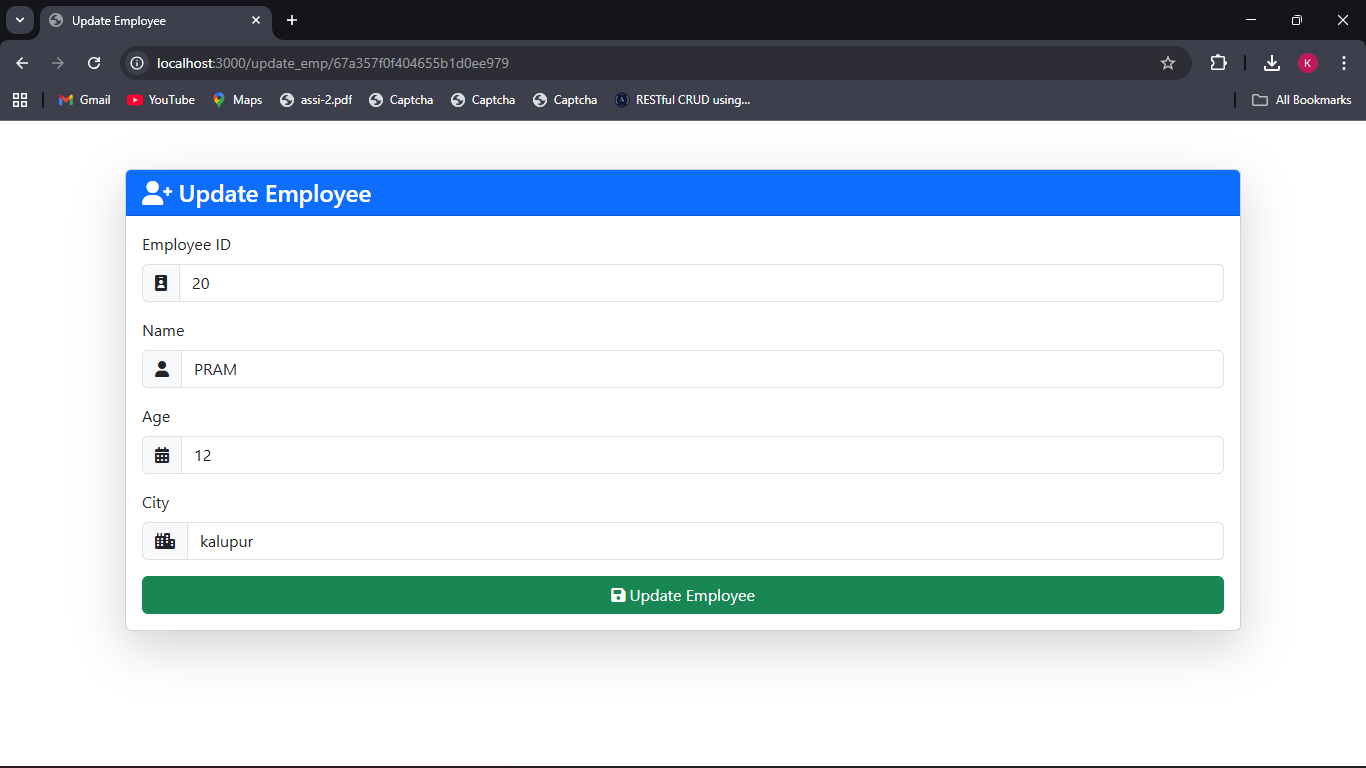 Update Employee
localhost:3000/update_emp/67a357f0f404655b1d0ee979
K
Gmail YouTube Maps assi-2.pdf Captcha Captcha Captcha RESTful CRUD using... All Bookmarks
Update Employee
Employee ID
20
Name
PRAM
Age
12
City
kalupur
Update Employee